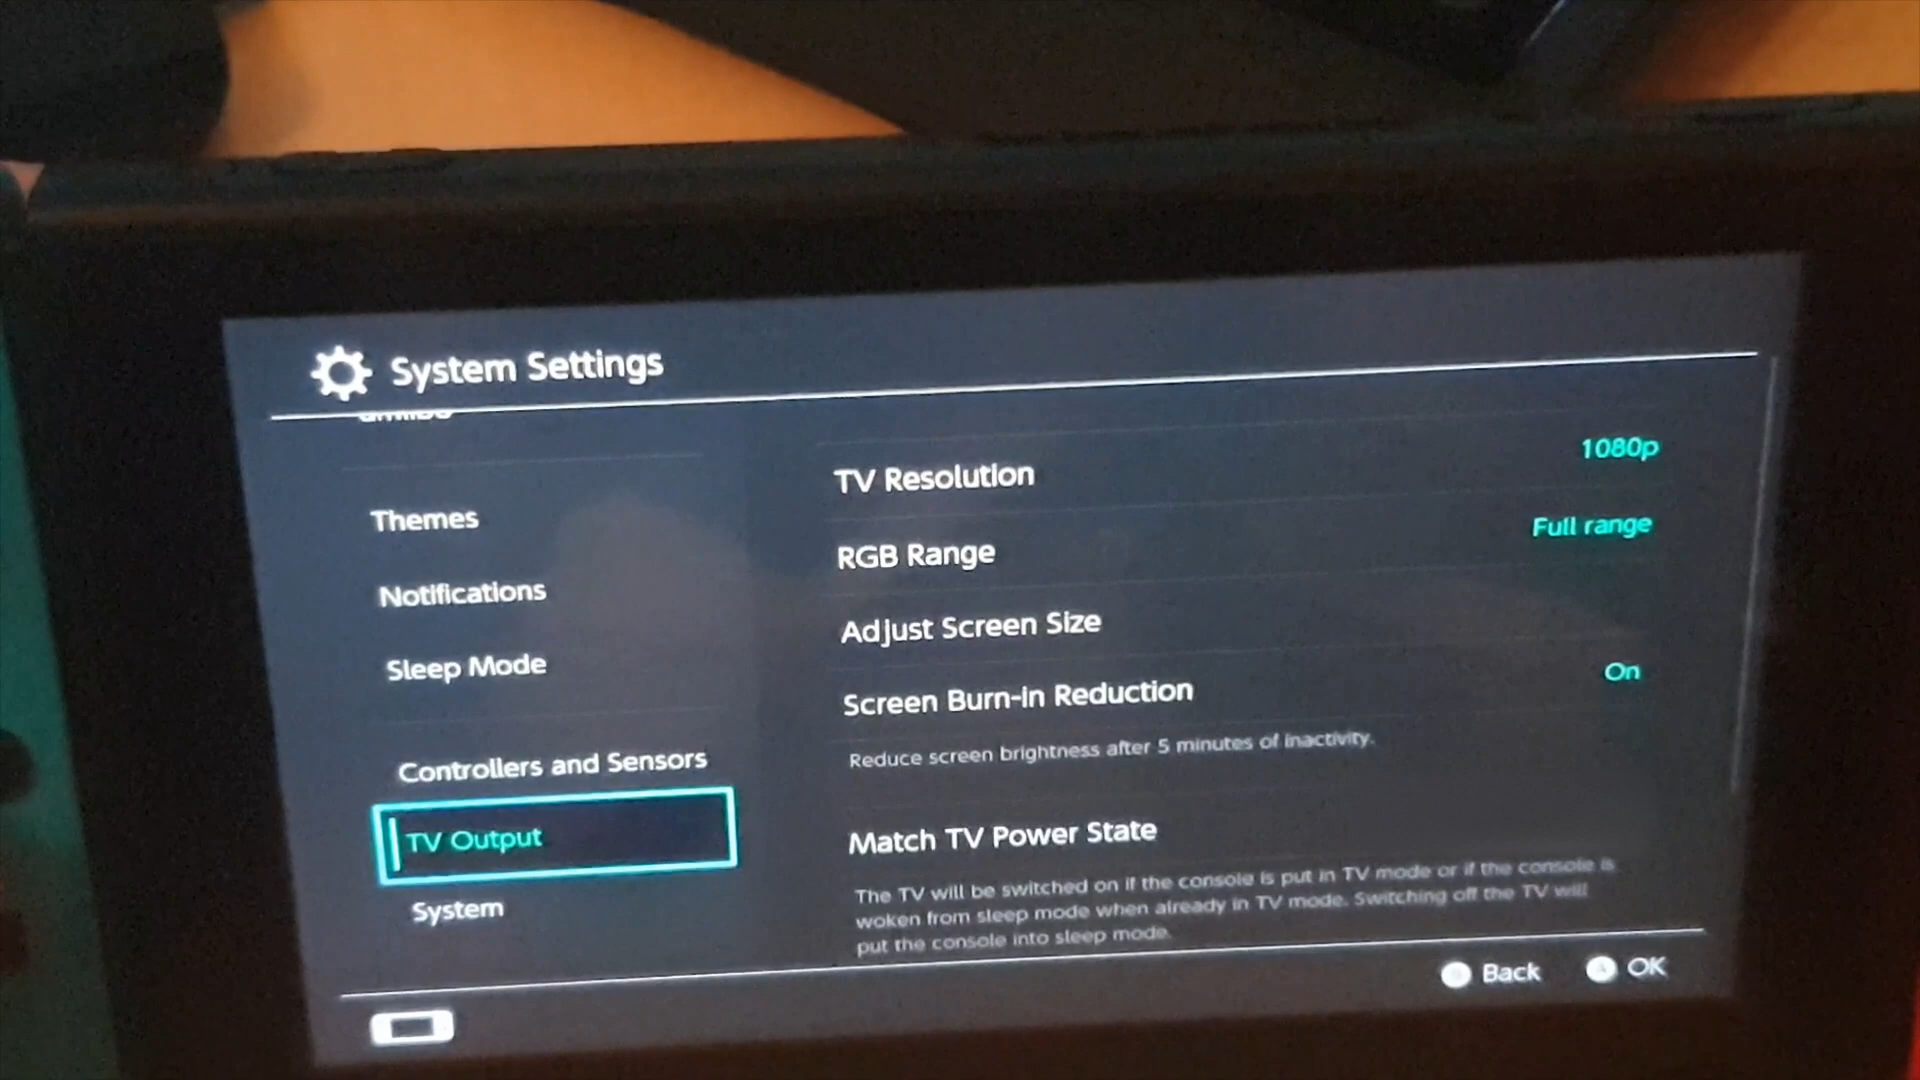 System Settings
Themes
Notifications
Sleep Mode
Controllers and Sensors
TV Output
System
TV Resolution 1080p
RGB Range Full range
Adjust Screen Size
Screen Burn-In Reduction On
Reduce screen brightness after 5 minutes of inactivity.
Match TV Power State
The TV will be switched on if the console is put in TV mode or if the console is
woken from sleep mode when already in TV mode. Switching off the TV will
put the console into sleep mode.
Back OK